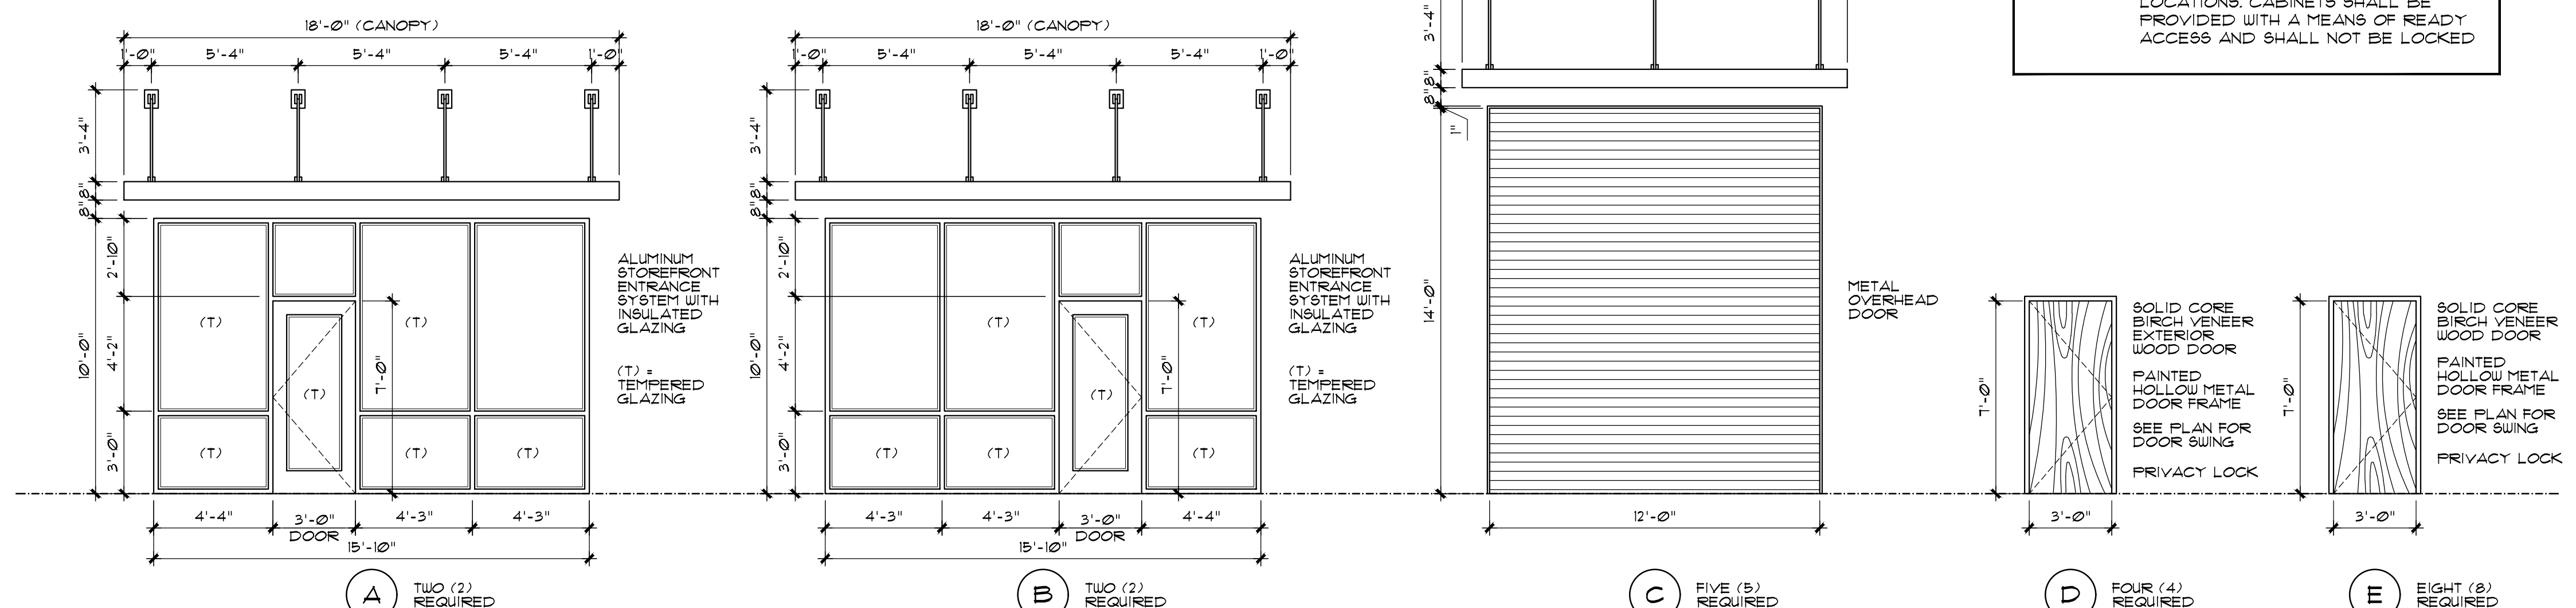 18'-0" (CANOPY)
1'-0" 5'-4" 5'-4" 5'-4" 1'-0"
3'-4"
8"
8"
10'-0"
2'-10"
4'-2"
3'-0"
(T) (T)
(T)
(T) (T) (T)
7'-0"
ALUMINUM
STOREFRONT
ENTRANCE
SYSTEM WITH
INSULATED
GLAZING
(T) =
TEMPERED
GLAZING
4'-4" 3'-0" 4'-3" 4'-3"
DOOR
15'-10"
A
TWO (2)
REQUIRED
18'-0" (CANOPY)
1'-0" 5'-4" 5'-4" 5'-4" 1'-0"
3'-4"
8"
8"
10'-0"
2'-10"
4'-2"
3'-0"
(T) (T)
(T)
(T) (T) (T)
7'-0"
ALUMINUM
STOREFRONT
ENTRANCE
SYSTEM WITH
INSULATED
GLAZING
(T) =
TEMPERED
GLAZING
4'-3" 4'-3" 3'-0" 4'-4"
DOOR
15'-10"
B
TWO (2)
REQUIRED
3'-4"
8"
8"
1"
14'-0"
METAL
OVERHEAD
DOOR
12'-0"
C
FIVE (5)
REQUIRED
LOCATIONS. CABINETS SHALL BE
PROVIDED WITH A MEANS OF READY
ACCESS AND SHALL NOT BE LOCKED
7'-0"
SOLID CORE
BIRCH VENEER
EXTERIOR
WOOD DOOR
PAINTED
HOLLOW METAL
DOOR FRAME
SEE PLAN FOR
DOOR SWING
PRIVACY LOCK
3'-0"
D
FOUR (4)
REQUIRED
7'-0"
SOLID CORE
BIRCH VENEER
WOOD DOOR
PAINTED
HOLLOW METAL
DOOR FRAME
SEE PLAN FOR
DOOR SWING
PRIVACY LOCK
3'-0"
E
EIGHT (8)
REQUIRED